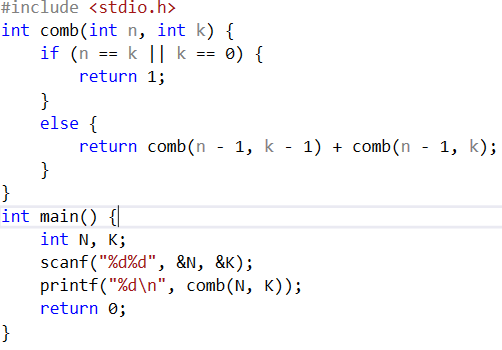 #include <stdio.h>
int comb(int n, int k) {
    if (n == k || k == 0) {
        return 1;
    }
    else {
        return comb(n - 1, k - 1) + comb(n - 1, k);
    }
}
int main() {
    int N, K;
    scanf("%d%d", &N, &K);
    printf("%d\n", comb(N, K));
    return 0;
}